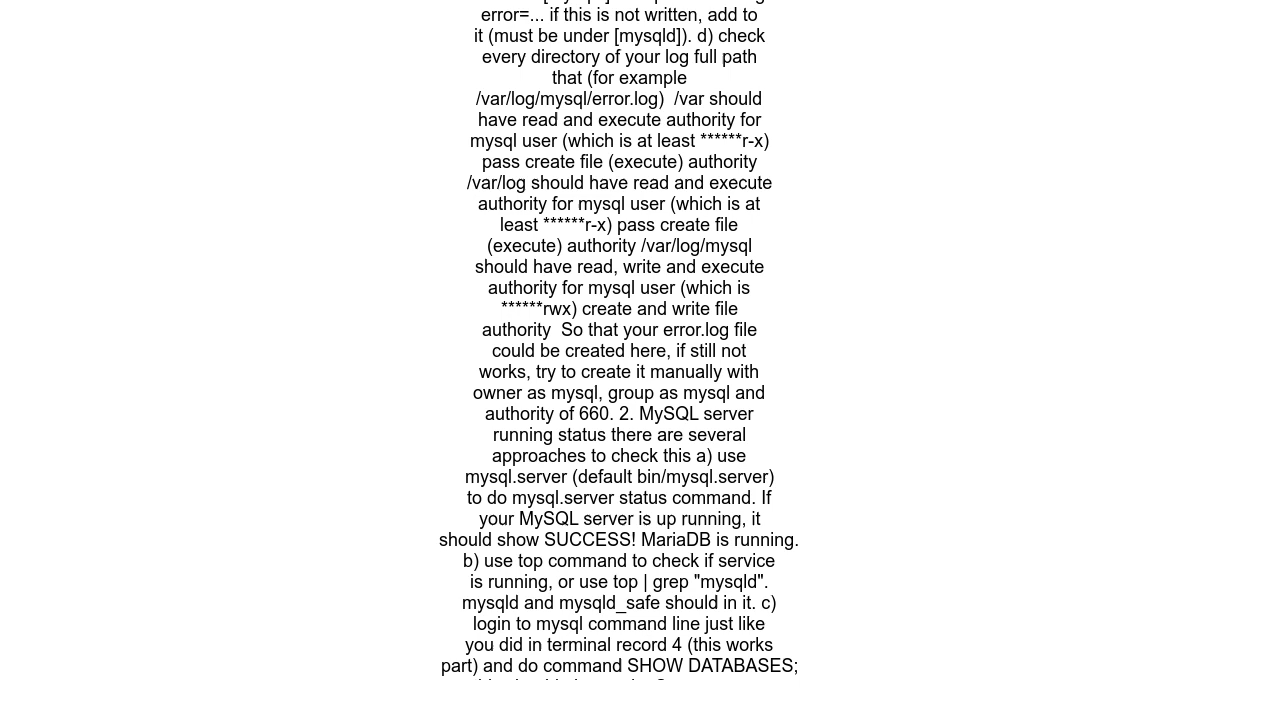 error=... if this is not written, add to
it (must be under [mysqld]). d) check
every directory of your log full path
that (for example
/var/log/mysql/error.log)  /var should
have read and execute authority for
mysql user (which is at least ******r-x)
pass create file (execute) authority
/var/log should have read and execute
authority for mysql user (which is at
least ******r-x) pass create file
(execute) authority /var/log/mysql
should have read, write and execute
authority for mysql user (which is
******rwx) create and write file
authority  So that your error.log file
could be created here, if still not
works, try to create it manually with
owner as mysql, group as mysql and
authority of 660. 2. MySQL server
running status there are several
approaches to check this a) use
mysql.server (default bin/mysql.server)
to do mysql.server status command. If
your MySQL server is up running, it
should show SUCCESS! MariaDB is running.
b) use top command to check if service
is running, or use top | grep "mysqld".
mysqld and mysqld_safe should in it. c)
login to mysql command line just like
you did in terminal record 4 (this works
part) and do command SHOW DATABASES;